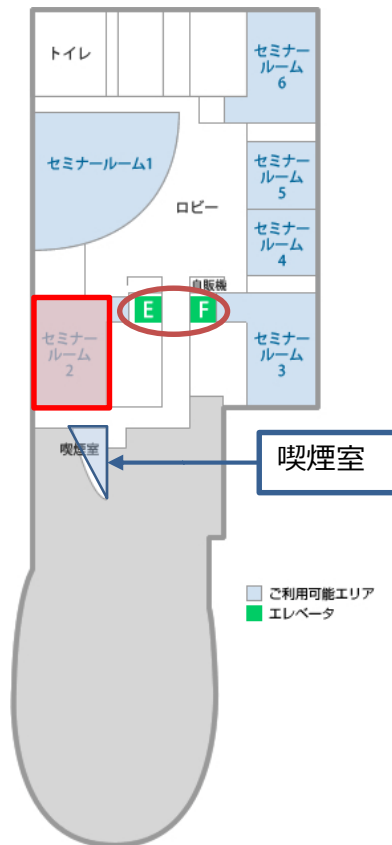 トイレ
セミナー
ルーム
6
セミナールーム1
セミナー
ルーム
5
ロビー
セミナー
ルーム
4
自販機
E
F
セミナー
ルーム
2
セミナー
ルーム
3
喫煙室
喫煙室
ご利用可能エリア
エレベータ